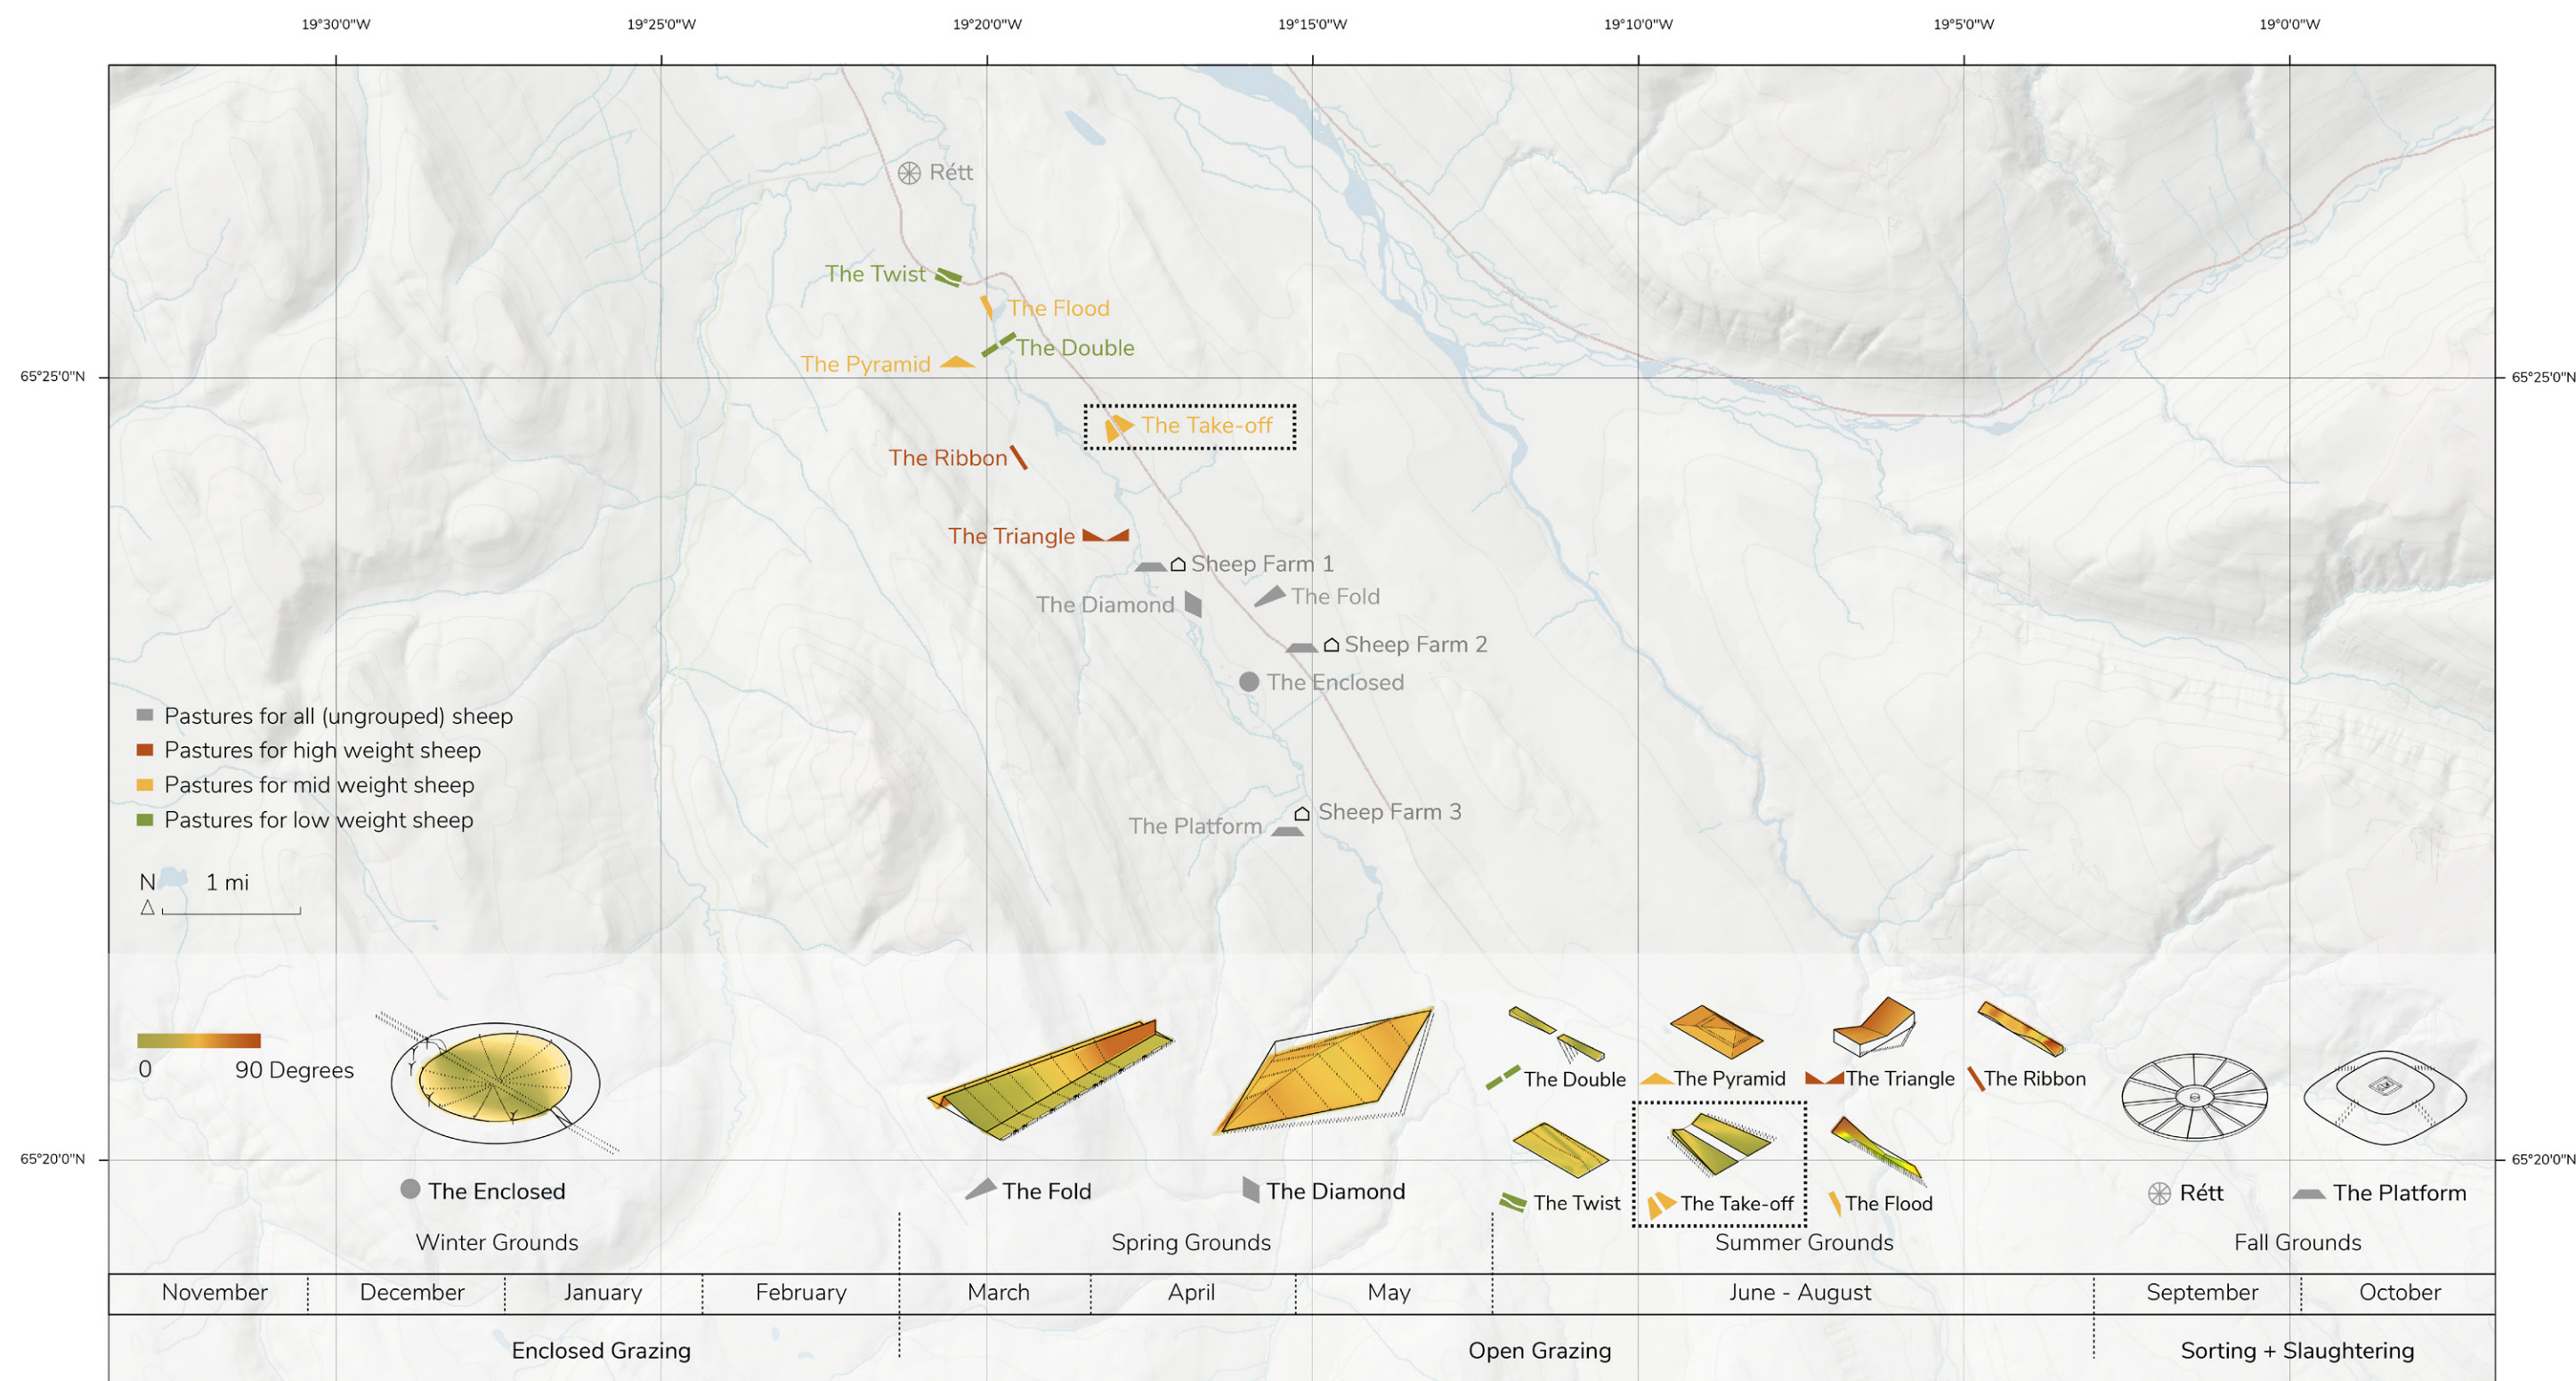 19°30'0"W
19°25'0"W
19°20'0"W
19°15'0"W
19°10'0"W
19°5'0"W
19°0'0"W
Rétt
The Twist
The Flood
The Double
The Pyramid
65°25'0"N
65°25'0"N
The Take-off
The Ribbon
The Triangle
Sheep Farm 1
The Diamond
The Fold
Sheep Farm 2
The Enclosed
Sheep Farm 3
The Platform
Pastures for all (ungrouped) sheep
Pastures for high weight sheep
Pastures for mid weight sheep
Pastures for low weight sheep
N
1 mi
0
90 Degrees
The Double
The Pyramid
The Triangle
The Ribbon
65°20'0"N
65°20'0"N
The Enclosed
The Fold
The Diamond
The Twist
The Take-off
The Flood
Rétt
The Platform
Winter Grounds
Spring Grounds
Summer Grounds
Fall Grounds
November
December
January
February
March
April
May
June - August
September
October
Enclosed Grazing
Open Grazing
Sorting + Slaughtering